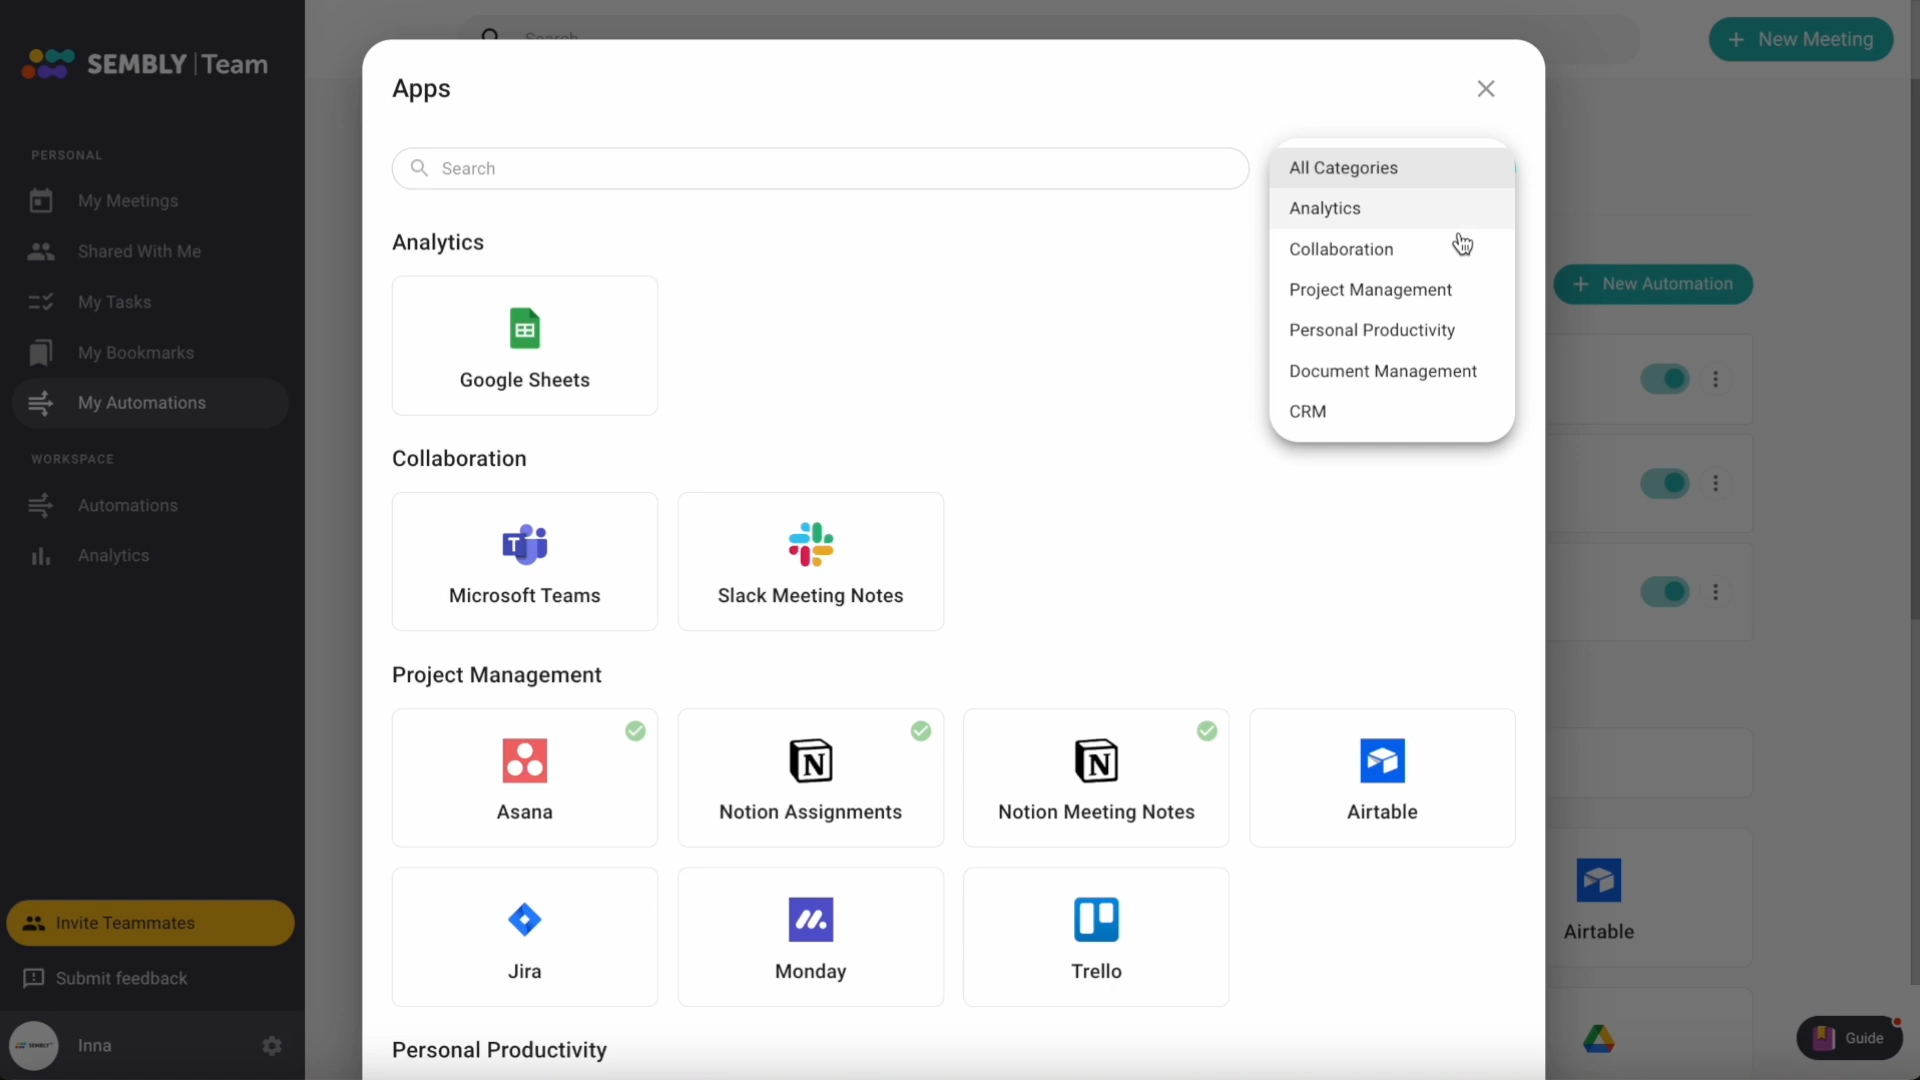 SEMBLY | Team
PERSONAL
My Meetings
Shared With Me
My Tasks
My Bookmarks
My Automations
WORKSPACE
Automations
Analytics
Invite Teammates
Submit feedback
SEMBLY
Inna
Search
+ New Meeting
Apps
Search
All Categories
Analytics
Collaboration
Project Management
Personal Productivity
Document Management
CRM
+ New Automation
Analytics
Google Sheets
Collaboration
Microsoft Teams
Slack Meeting Notes
Project Management
Asana
Notion Assignments
Notion Meeting Notes
Airtable
Jira
Monday
Trello
Personal Productivity
Airtable
Guide